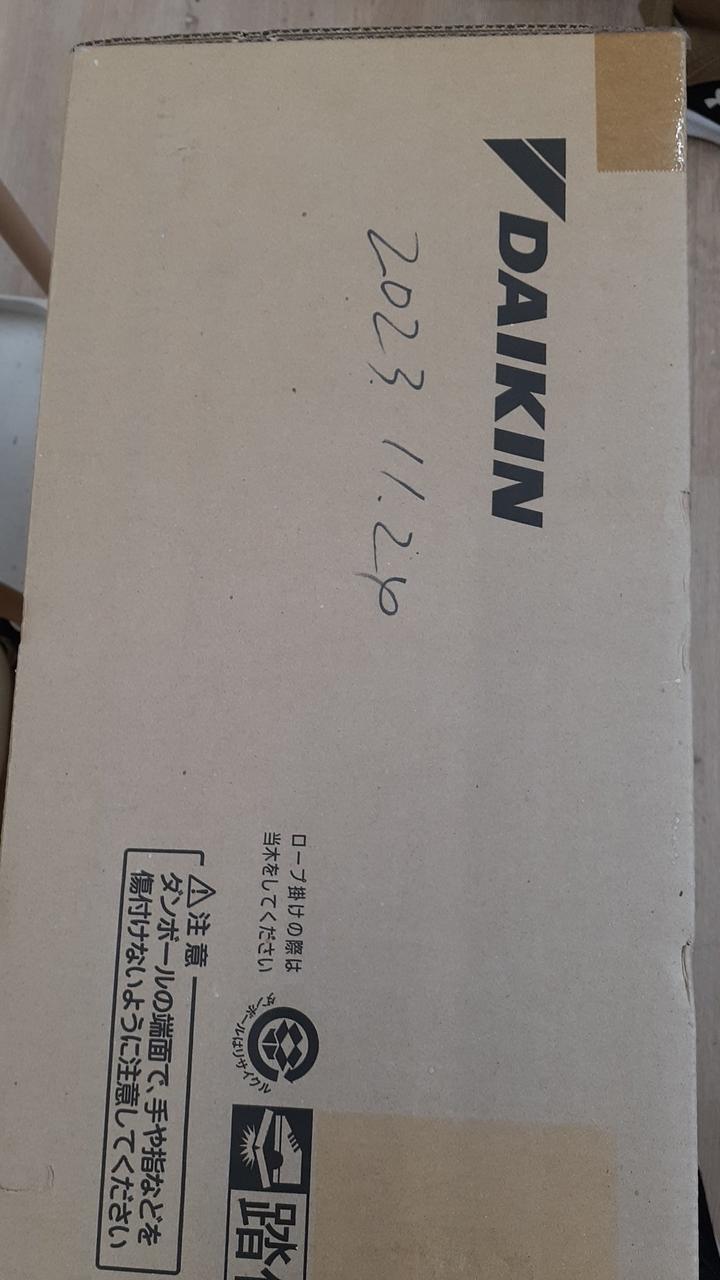 DAIKIN
2023 11.26
ロープ掛けの際は
当木をしてください
ダンボールはリサイクル
⚠注意
ダンボールの端面で、手や指などを
傷付けないように注意してください
踏